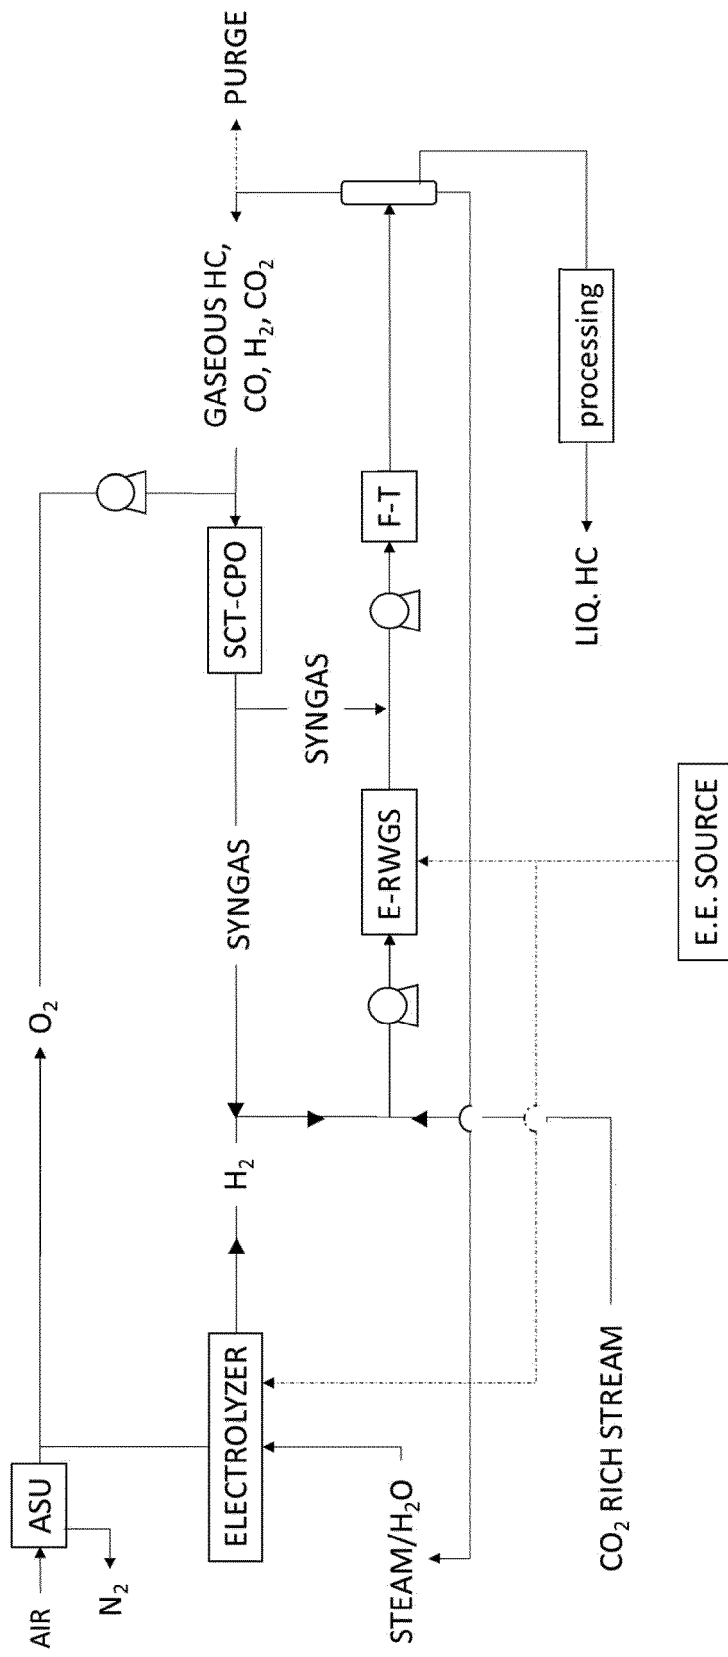 AIR
ASU
N2
O2
ELECTROLYZER
H2
SYNGAS
SCT-CPO
GASEOUS HC,
CO, H2, CO2
PURGE
SYNGAS
STEAM/H2O
E-RWGS
F-T
CO2 RICH STREAM
E.E. SOURCE
LIQ. HC
processing